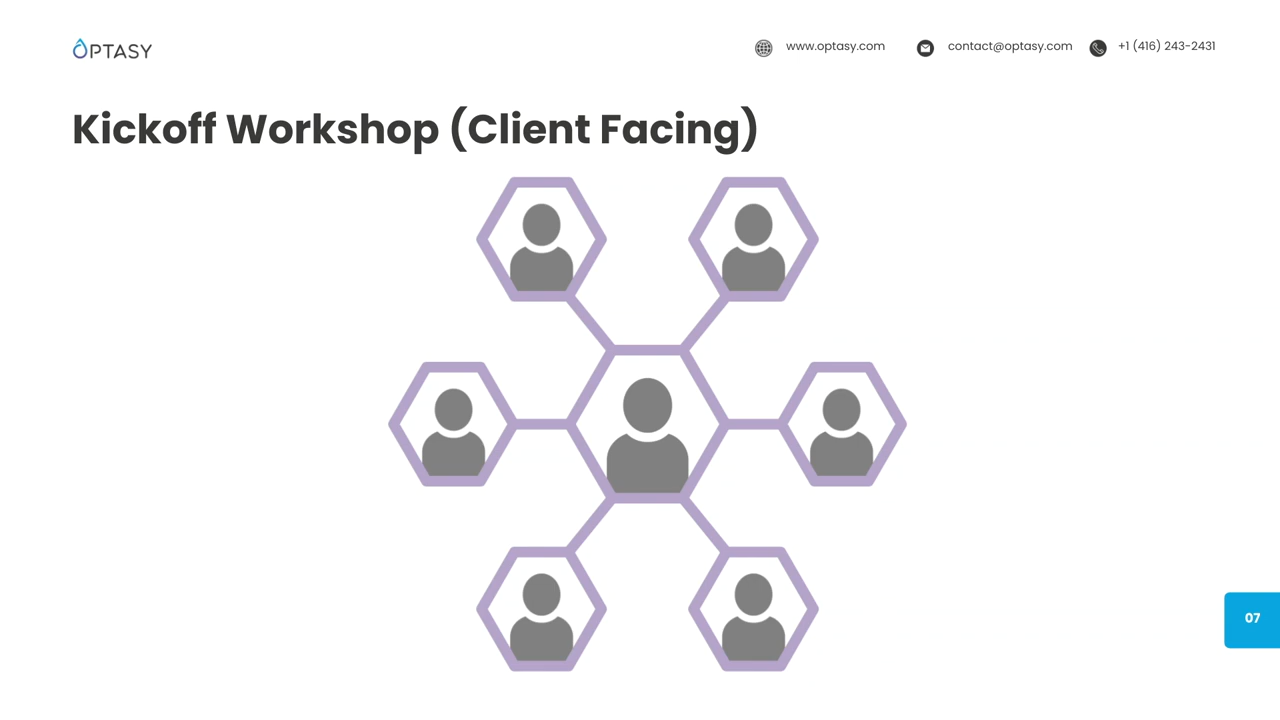 OPTASY
www.optasy.com
contact@optasy.com
+1 (416) 243-2431
Kickoff Workshop (Client Facing)
07